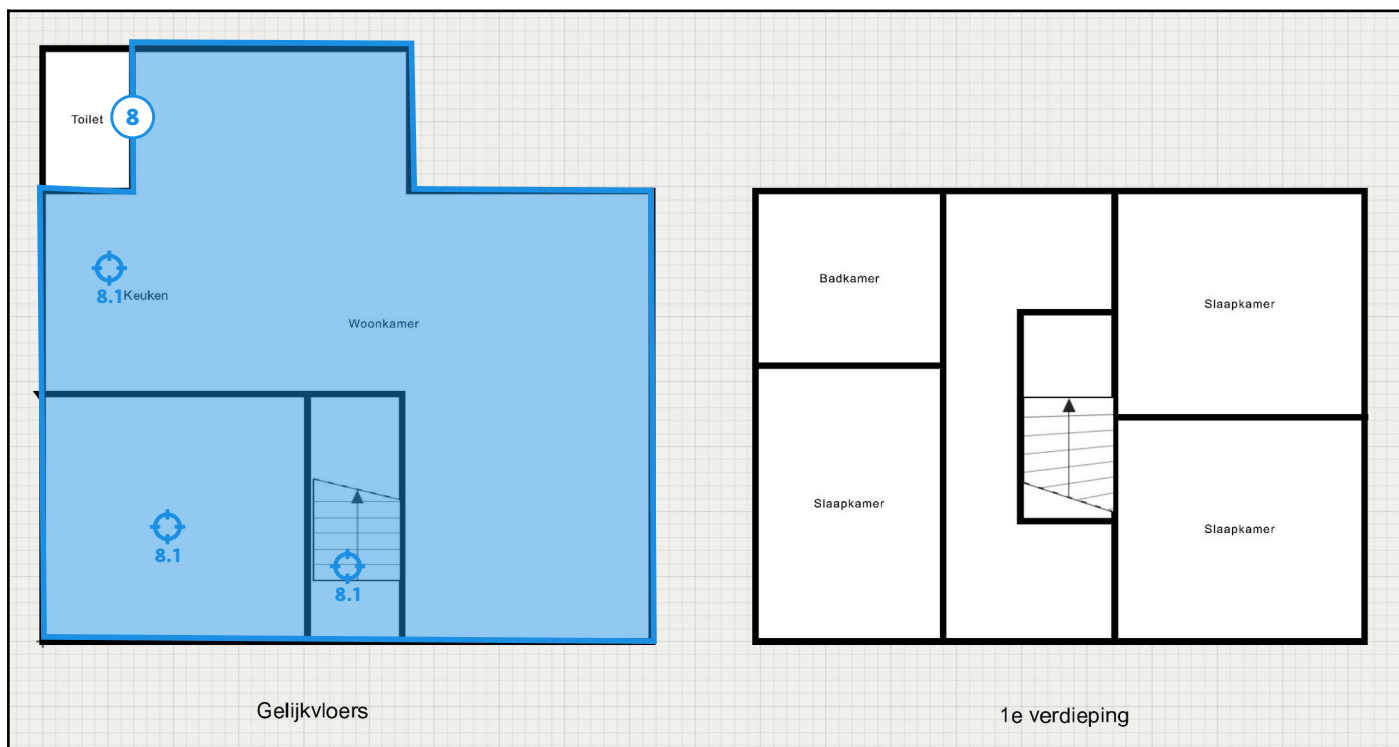 Toilet
8
8.1
Keuken
Woonkamer
8.1
8.1
Gelijkvloers
Badkamer
Slaapkamer
Slaapkamer
Slaapkamer
1e verdieping